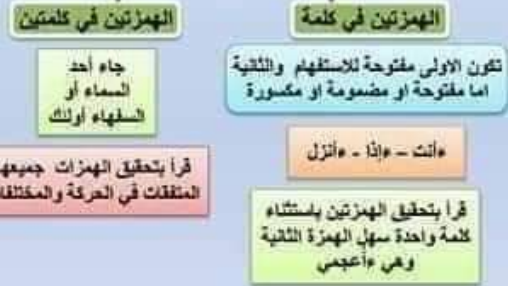 الهمزتين في كلمة
تكون الاولى مفتوحة للاستفهام والثانية
اما مفتوحة او مضمومة او مكسورة
ءأنت – ءإذا - ءأنزل
قرأ بتحقيق الهمزتين باستثناء
كلمة واحدة سهل الهمزة الثانية
وهي ءأعجمي
الهمزتين في كلمتين
جاء أحد
السماء أو
السفهاء أولئك
قرأ بتحقيق الهمزات جميعها
المتفقات في الحركة والمختلفات